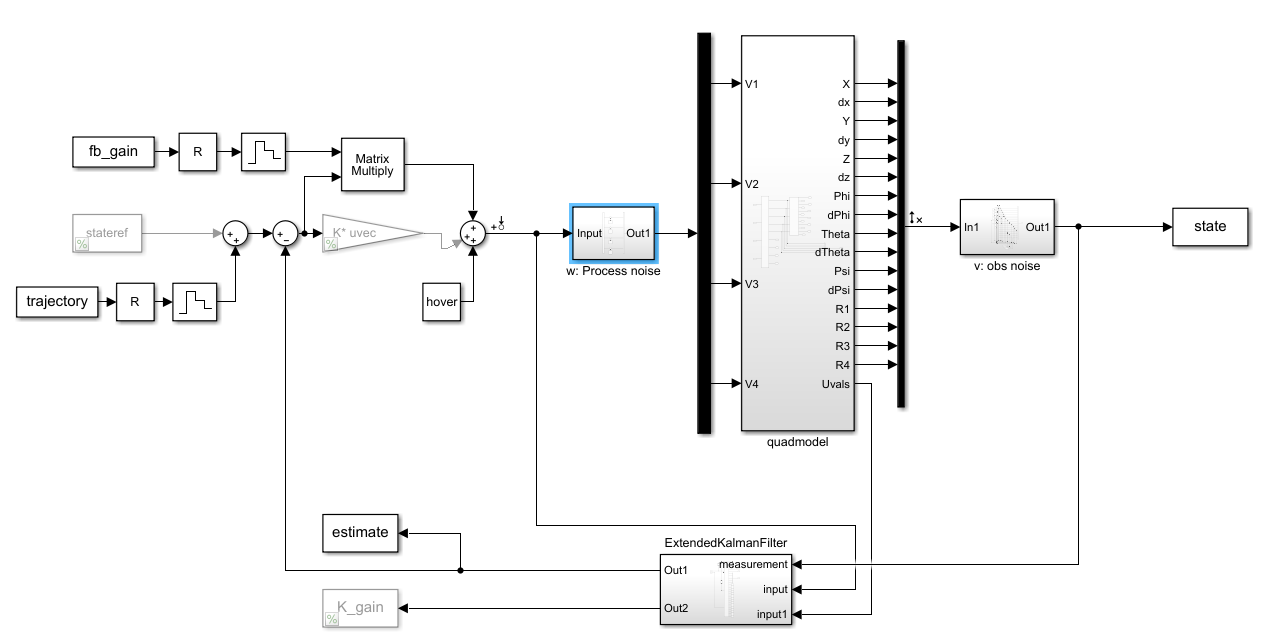 fb_gain
R
Matrix
Multiply
stateref
%
K* uvec
%
trajectory
R
hover
Input
Out1
w: Process noise
V1
V2
V3
V4
X
dx
Y
dy
Z
dz
Phi
dPhi
Theta
dTheta
Psi
dPsi
R1
R2
R3
R4
Uvals
quadmodel
In1
Out1
v: obs noise
state
estimate
K_gain
%
ExtendedKalmanFilter
Out1
Out2
measurement
input
input1